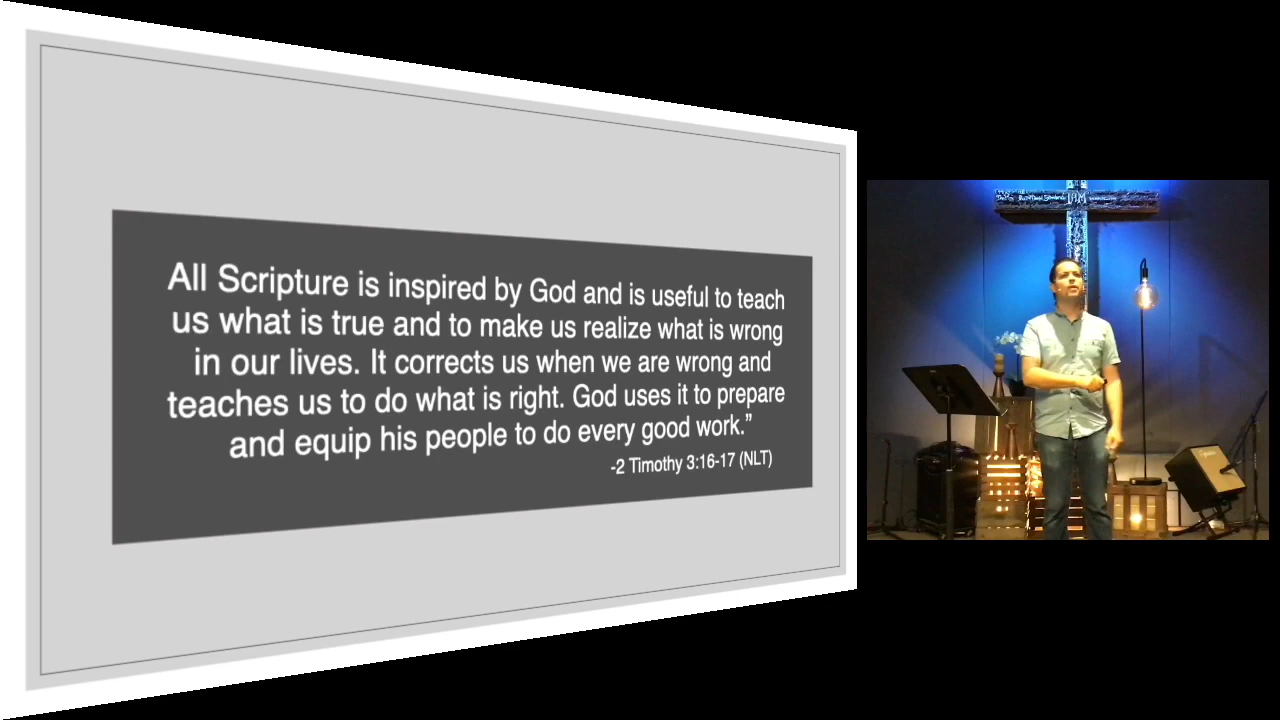 All Scripture is inspired by God and is useful to teach
us what is true and to make us realize what is wrong
in our lives. It corrects us when we are wrong and
teaches us to do what is right. God uses it to prepare
and equip his people to do every good work.”
-2 Timothy 3:16-17 (NLT)
I AM